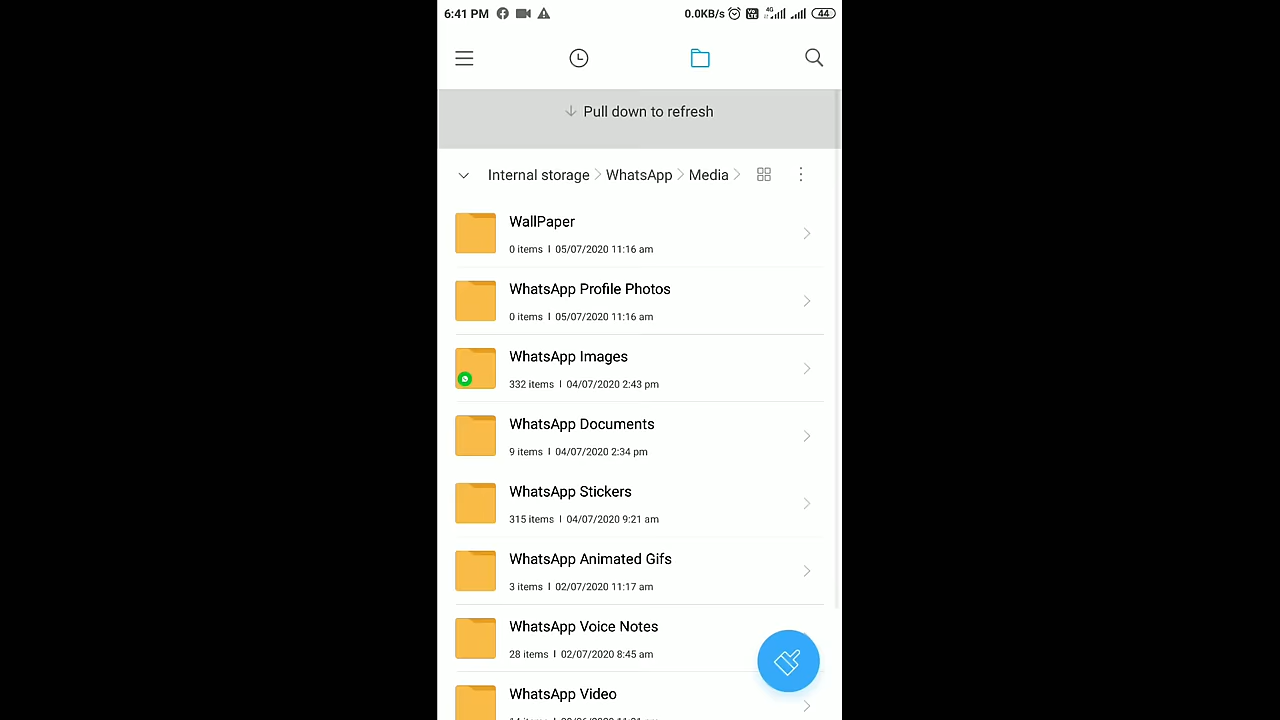 6:41 PM 0.0KB/s 4G 44
Pull down to refresh
Internal storage WhatsApp Media
WallPaper
0 items | 05/07/2020 11:16 am
WhatsApp Profile Photos
0 items | 05/07/2020 11:16 am
WhatsApp Images
332 items | 04/07/2020 2:43 pm
WhatsApp Documents
9 items | 04/07/2020 2:34 pm
WhatsApp Stickers
315 items | 04/07/2020 9:21 am
WhatsApp Animated Gifs
3 items | 02/07/2020 11:17 am
WhatsApp Voice Notes
28 items | 02/07/2020 8:45 am
WhatsApp Video